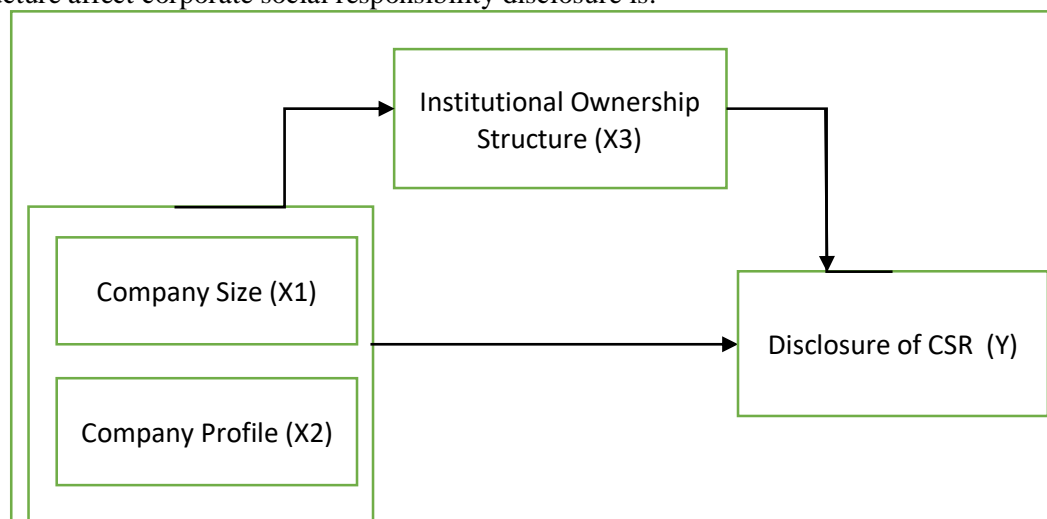 affect corporate social responsibility disclosure is:
Institutional Ownership
Structure (X3)
Company Size (X1)
Disclosure of CSR (Y)
Company Profile (X2)